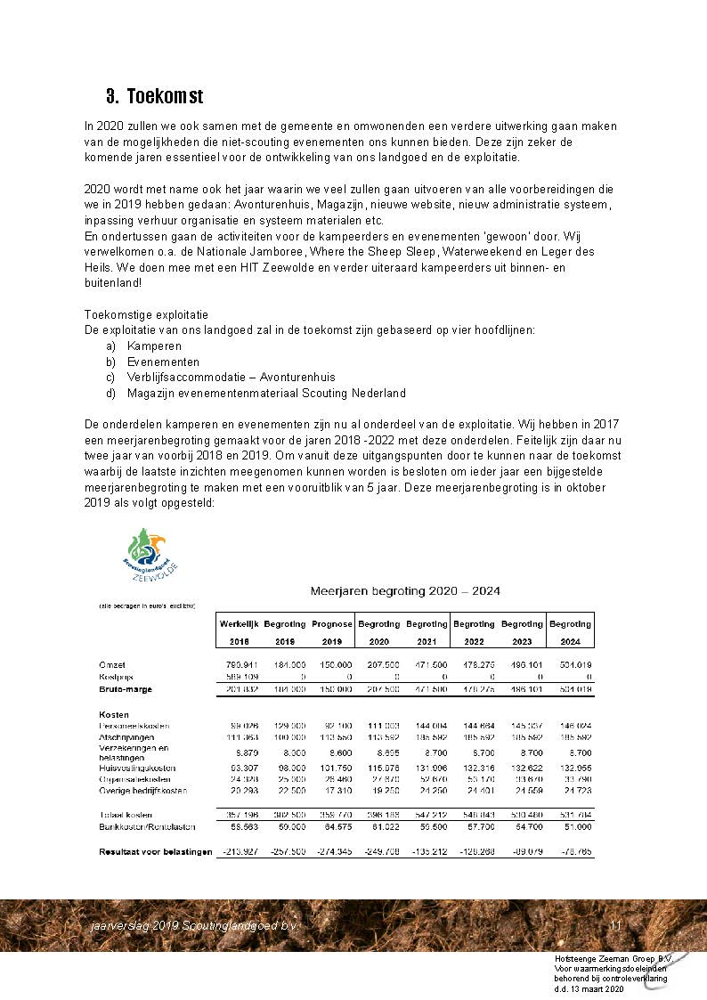 3. Toekomst
In 2020 zullen we ook samen met de gemeente en omwonenden een verdere uitwerking gaan maken
van de mogelijkheden die niet-scouting evenementen ons kunnen bieden. Deze zijn zeker de
komende jaren essentieel voor de ontwikkeling van ons landgoed en de exploitatie.
2020 wordt met name ook het jaar waarin we veel zullen gaan uitvoeren van alle voorbereidingen die
we in 2019 hebben gedaan: Avonturenhuis, Magazijn, nieuwe website, nieuw administratie systeem,
inpassing verhuur organisatie en systeem materialen etc.
En ondertussen gaan de activiteiten voor de kampeerders en evenementen 'gewoon' door. Wij
verwelkomen o.a. de Nationale Jamboree, Where the Sheep Sleep, Waterweekend en Leger des
Heils. We doen mee met een HIT Zeewolde en verder uiteraard kampeerders uit binnen- en
buitenland!
Toekomstige exploitatie
De exploitatie van ons landgoed zal in de toekomst zijn gebaseerd op vier hoofdlijnen:
a) Kamperen
b) Evenementen
c) Verblijfsaccommodatie – Avonturenhuis
d) Magazijn evenementenmateriaal Scouting Nederland
De onderdelen kamperen en evenementen zijn nu al onderdeel van de exploitatie. Wij hebben in 2017
een meerjarenbegroting gemaakt voor de jaren 2018 -2022 met deze onderdelen. Feitelijk zijn daar nu
twee jaar van voorbij 2018 en 2019. Om vanuit deze uitgangspunten door te kunnen naar de toekomst
waarbij de laatste inzichten meegenomen kunnen worden is besloten om ieder jaar een bijgestelde
meerjarenbegroting te maken met een vooruitblik van 5 jaar. Deze meerjarenbegroting is in oktober
2019 als volgt opgesteld:
Scoutinglandgoed
ZEEWOLDE
Meerjaren begroting 2020 – 2024
(alle bedragen in euro's, excl btw)
Werkelijk Begroting Prognose Begroting Begroting Begroting Begroting Begroting
2018 2019 2019 2020 2021 2022 2023 2024
Omzet 790.941 184.000 150.000 207.500 471.500 478.275 496.101 504.019
Kostprijs 589.109 0 0 0 0 0 0 0
Bruto-marge 201.832 184.000 150.000 207.500 471.500 478.275 496.101 504.019
Kosten
Personeelskosten 99.026 129.000 92.100 111.003 144.004 144.664 145.337 146.024
Afschrijvingen 111.363 100.000 113.550 113.592 185.592 185.592 185.592 185.592
Verzekeringen en
belastingen 8.879 8.000 8.600 8.695 8.700 8.700 8.700 8.700
Huisvestingskosten 93.307 98.000 101.750 115.976 131.996 132.316 132.622 132.955
Organisatiekosten 24.328 25.000 26.460 27.670 52.670 53.170 33.670 33.790
Overige bedrijfskosten 20.293 22.500 17.310 19.250 24.250 24.401 24.559 24.723
Totaal kosten 357.196 382.500 359.770 396.186 547.212 548.843 530.480 531.784
Bankkosten/Rentelasten 58.563 59.000 64.575 61.022 59.500 57.700 54.700 51.000
Resultaat voor belastingen -213.927 -257.500 -274.345 -249.708 -135.212 -128.268 -89.079 -78.765
jaarverslag 2019 Scoutinglandgoed b.v. 11
Hofsteenge Zeeman Groep B.V.
Voor waarmerkingsdoeleinden
behorend bij controleverklaring
d.d. 13 maart 2020